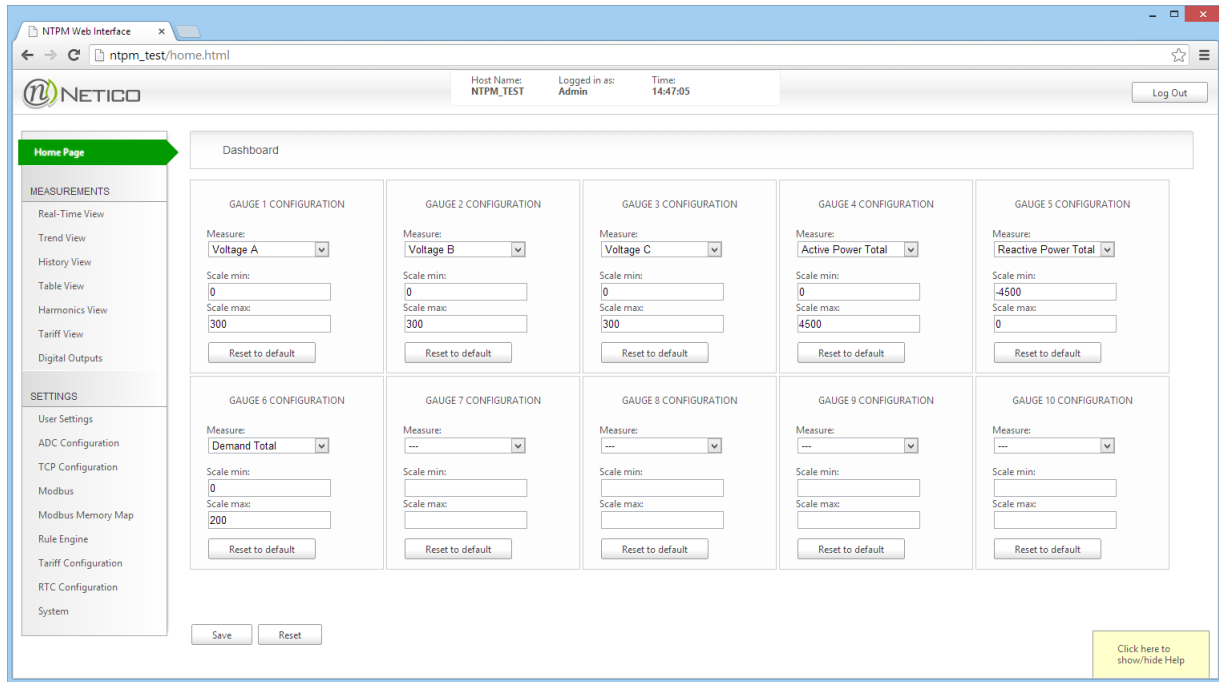 NTPM Web Interface
ntpm_test/home.html
NETICO
Host Name: Logged in as: Time:
NTPM_TEST Admin 14:47:05
Log Out
Home Page
MEASUREMENTS
Real-Time View
Trend View
History View
Table View
Harmonics View
Tariff View
Digital Outputs
SETTINGS
User Settings
ADC Configuration
TCP Configuration
Modbus
Modbus Memory Map
Rule Engine
Tariff Configuration
RTC Configuration
System
Dashboard
GAUGE 1 CONFIGURATION
Measure:
Voltage A
Scale min:
0
Scale max:
300
Reset to default
GAUGE 2 CONFIGURATION
Measure:
Voltage B
Scale min:
0
Scale max:
300
Reset to default
GAUGE 3 CONFIGURATION
Measure:
Voltage C
Scale min:
0
Scale max:
300
Reset to default
GAUGE 4 CONFIGURATION
Measure:
Active Power Total
Scale min:
0
Scale max:
4500
Reset to default
GAUGE 5 CONFIGURATION
Measure:
Reactive Power Total
Scale min:
-4500
Scale max:
0
Reset to default
GAUGE 6 CONFIGURATION
Measure:
Demand Total
Scale min:
0
Scale max:
200
Reset to default
GAUGE 7 CONFIGURATION
Measure:
---
Scale min:
Scale max:
Reset to default
GAUGE 8 CONFIGURATION
Measure:
---
Scale min:
Scale max:
Reset to default
GAUGE 9 CONFIGURATION
Measure:
---
Scale min:
Scale max:
Reset to default
GAUGE 10 CONFIGURATION
Measure:
---
Scale min:
Scale max:
Reset to default
Save Reset
Click here to
show/hide Help